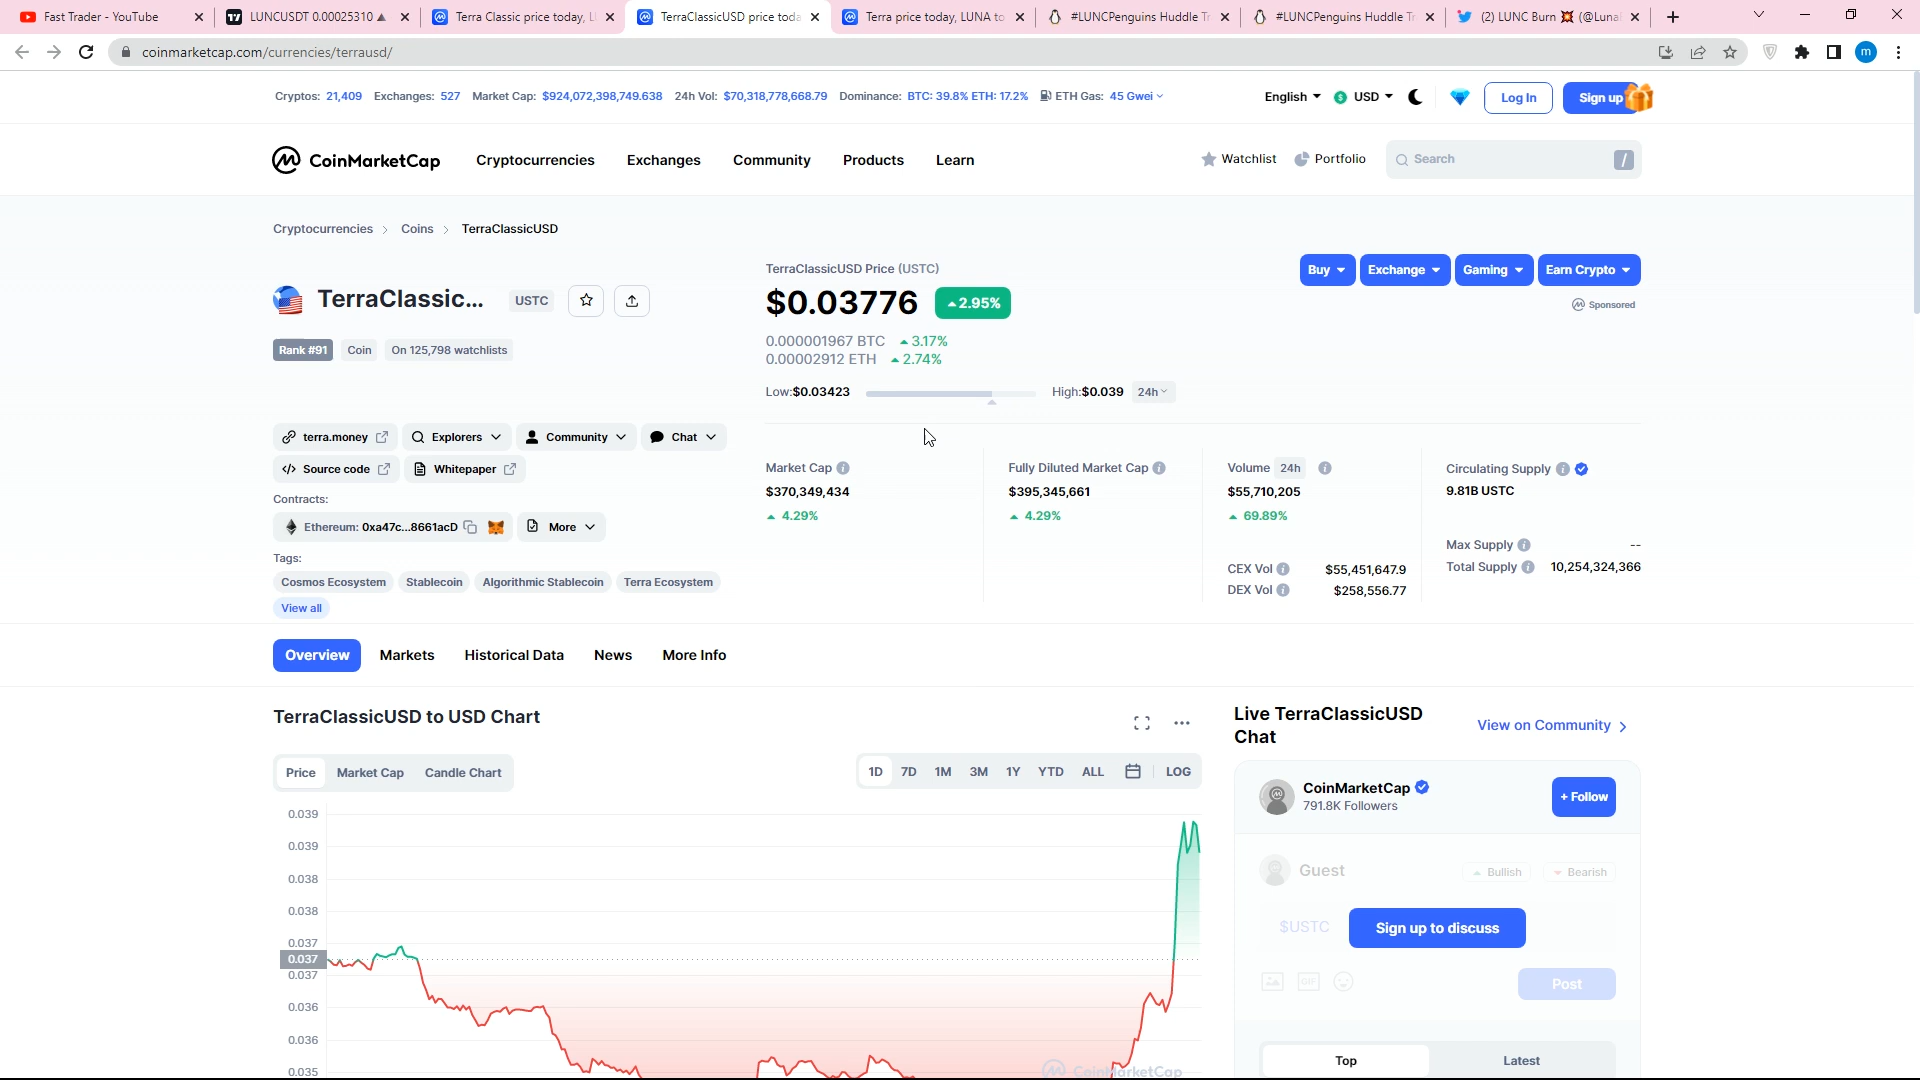 Fast Trader - YouTube
LUNCUSDT 0.00025310
Terra Classic price today, L
TerraClassicUSD price toda
Terra price today, LUNA to
#LUNCPenguins Huddle Tr
#LUNCPenguins Huddle Tr
(2) LUNC Burn 💥 (@Luna
coinmarketcap.com/currencies/terrausd/
m
Cryptos: 21,409 Exchanges: 527 Market Cap: $924,072,398,749.638 24h Vol: $70,318,778,668.79 Dominance: BTC: 39.8% ETH: 17.2% ETH Gas: 45 Gwei
English
USD
Log In
Sign up
CoinMarketCap
Cryptocurrencies
Exchanges
Community
Products
Learn
Watchlist
Portfolio
Search
/
Cryptocurrencies > Coins > TerraClassicUSD
TerraClassic...
USTC
Rank #91
Coin
On 125,798 watchlists
TerraClassicUSD Price (USTC)
$0.03776
2.95%
0.000001967 BTC 3.17%
0.00002912 ETH 2.74%
Low:$0.03423
High:$0.039
24h
Buy
Exchange
Gaming
Earn Crypto
Sponsored
terra.money
Explorers
Community
Chat
Source code
Whitepaper
Contracts:
Ethereum: 0xa47c...8661acD
More
Tags:
Cosmos Ecosystem
Stablecoin
Algorithmic Stablecoin
Terra Ecosystem
View all
Market Cap
$370,349,434
4.29%
Fully Diluted Market Cap
$395,345,661
4.29%
Volume 24h
$55,710,205
69.89%
CEX Vol $55,451,647.9
DEX Vol $258,556.77
Circulating Supply
9.81B USTC
Max Supply --
Total Supply 10,254,324,366
Overview
Markets
Historical Data
News
More Info
TerraClassicUSD to USD Chart
Price
Market Cap
Candle Chart
1D
7D
1M
3M
1Y
YTD
ALL
LOG
0.039
0.039
0.038
0.038
0.037
0.037
0.037
0.036
0.036
0.035
CoinMarketCap
Live TerraClassicUSD
Chat
View on Community >
CoinMarketCap
791.8K Followers
+ Follow
Guest
Bullish
Bearish
$USTC
Sign up to discuss
GIF
Post
Top
Latest